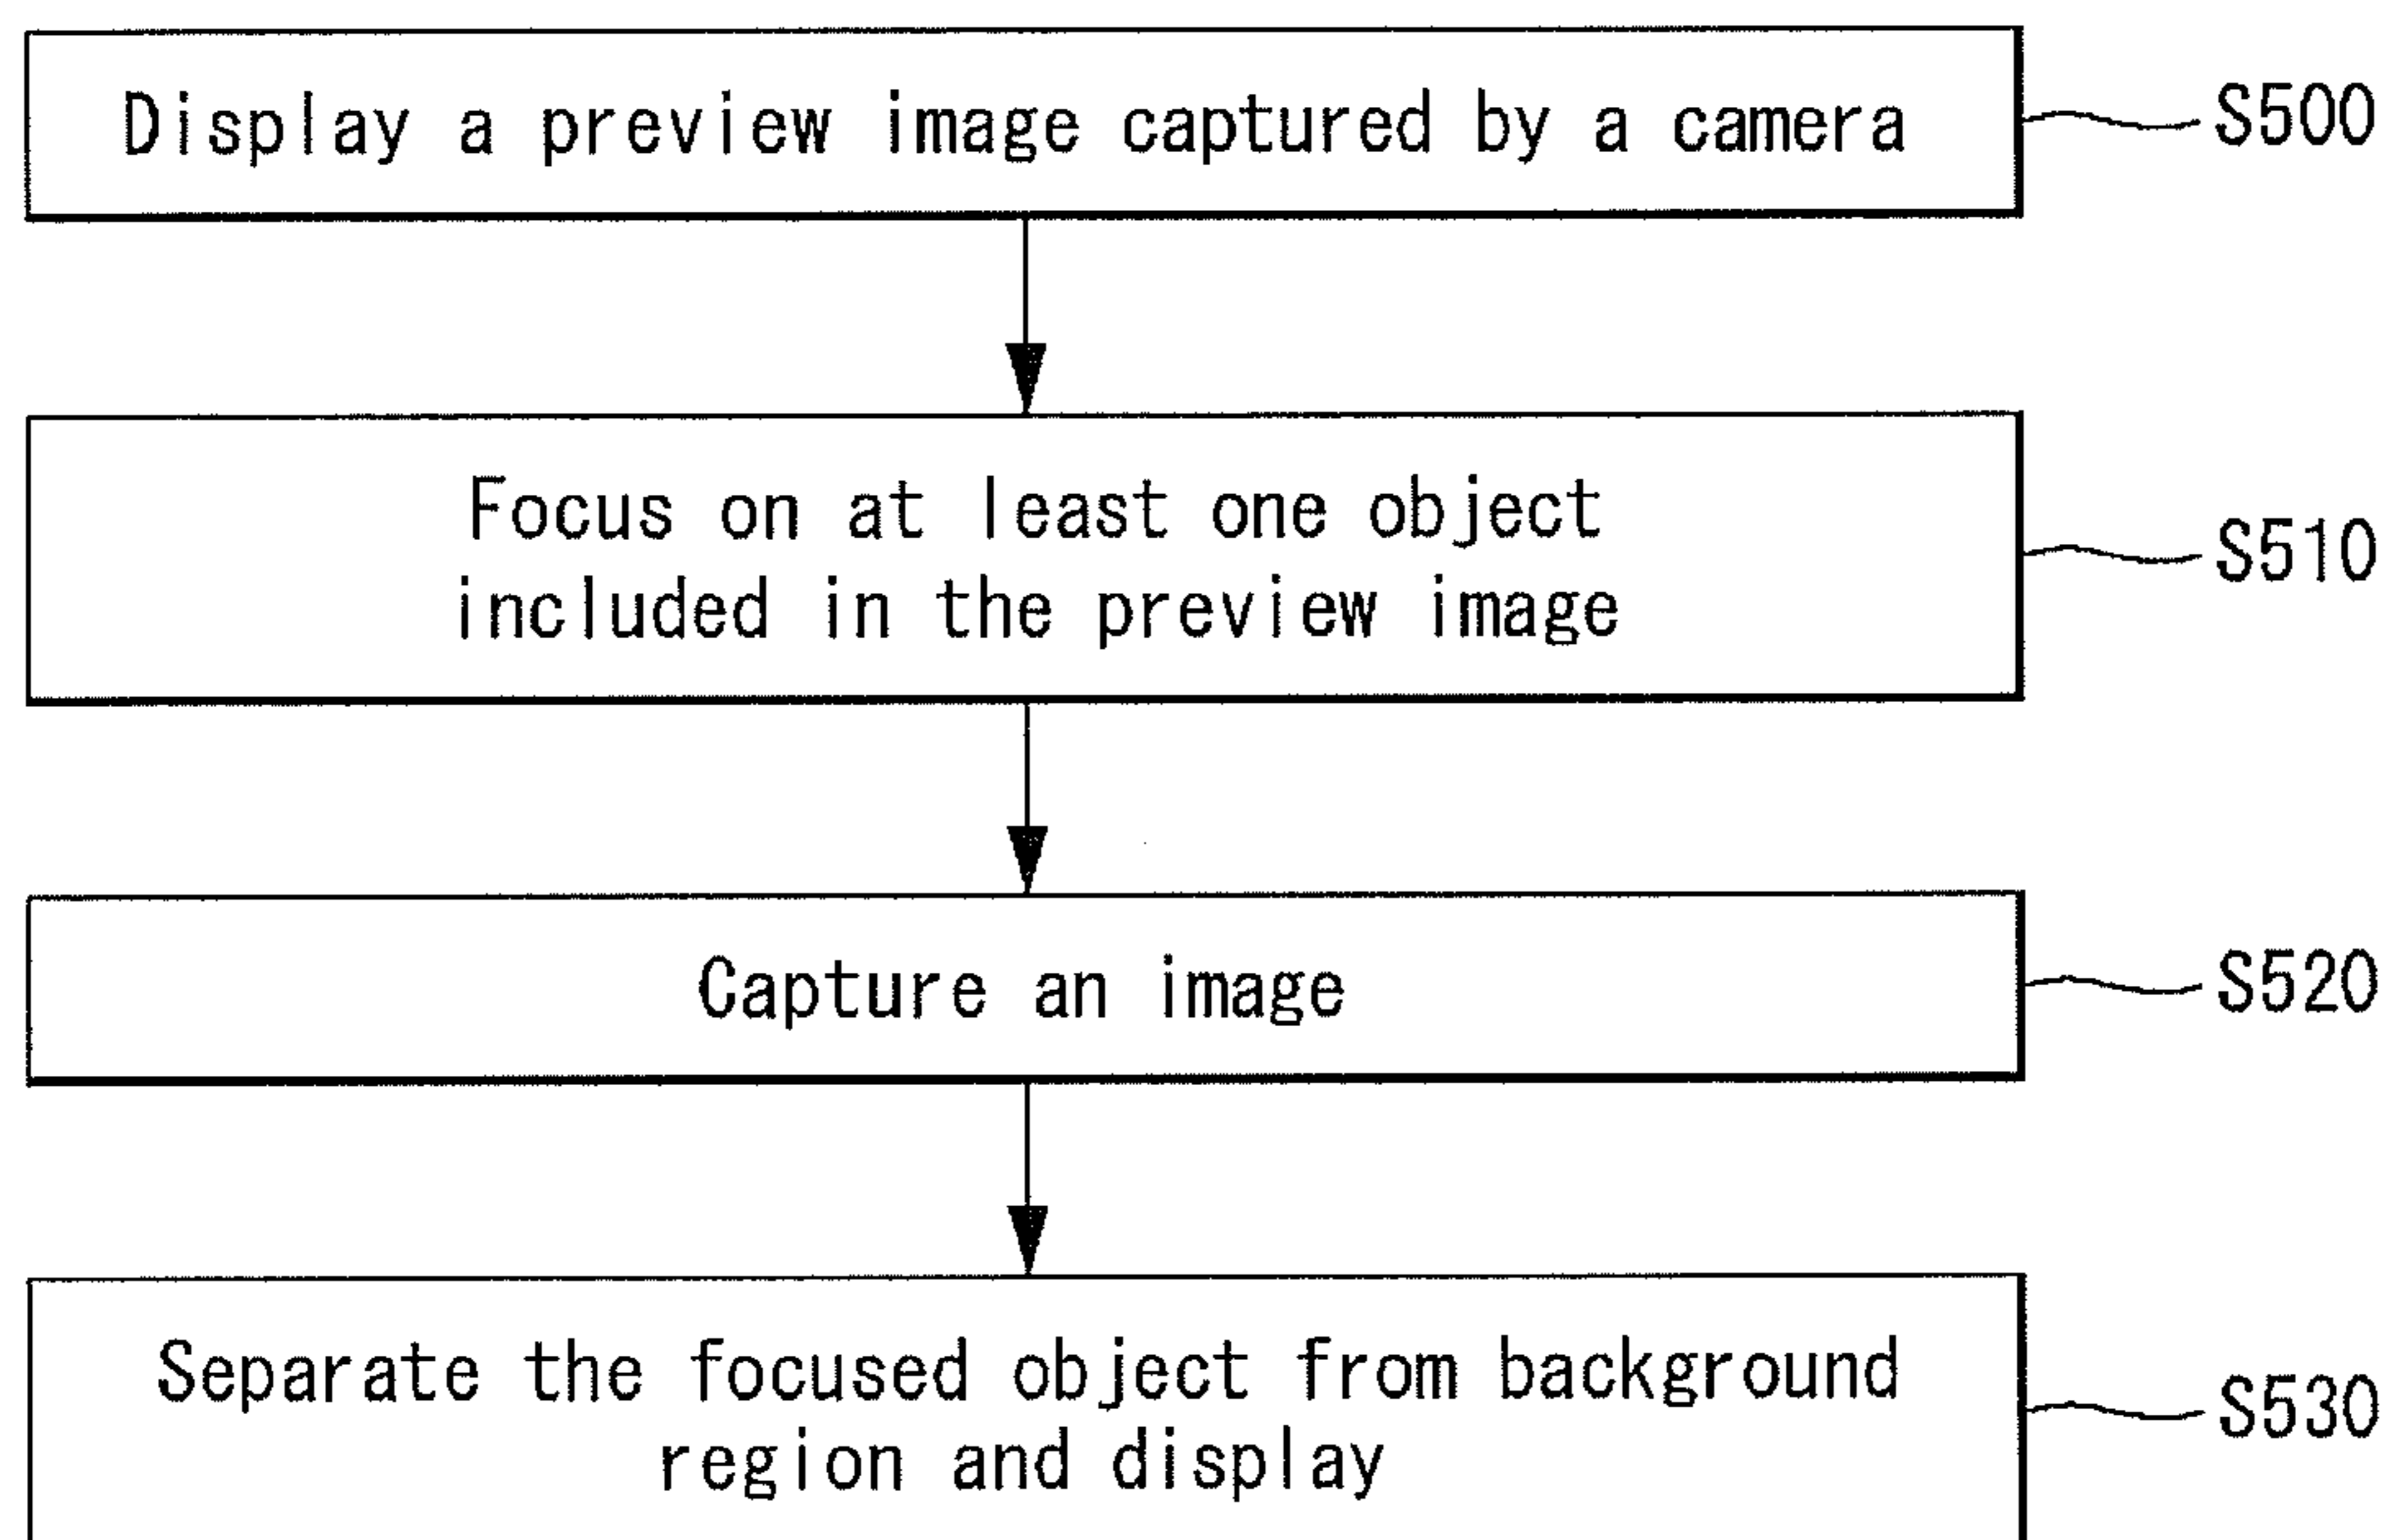 Display a preview image captured by a camera
S500
Focus on at least one object
included in the preview image
S510
Capture an image
S520
Separate the focused object from background
region and display
S530